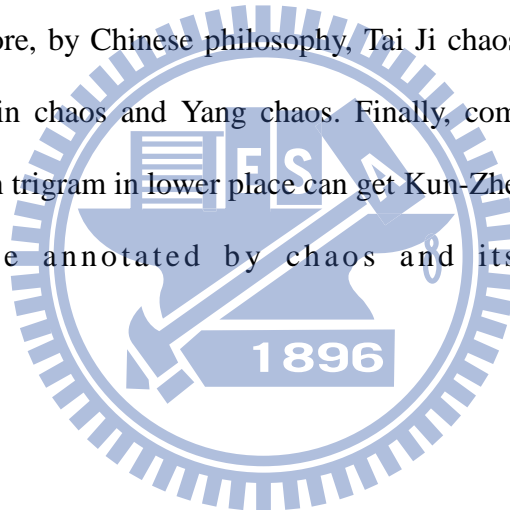 ore, by Chinese philosophy, Tai Ji chaos
in chaos and Yang chaos. Finally, com
E S A
n trigram in lower place can get Kun-Zhe
e annotated by chaos and its
8
1896